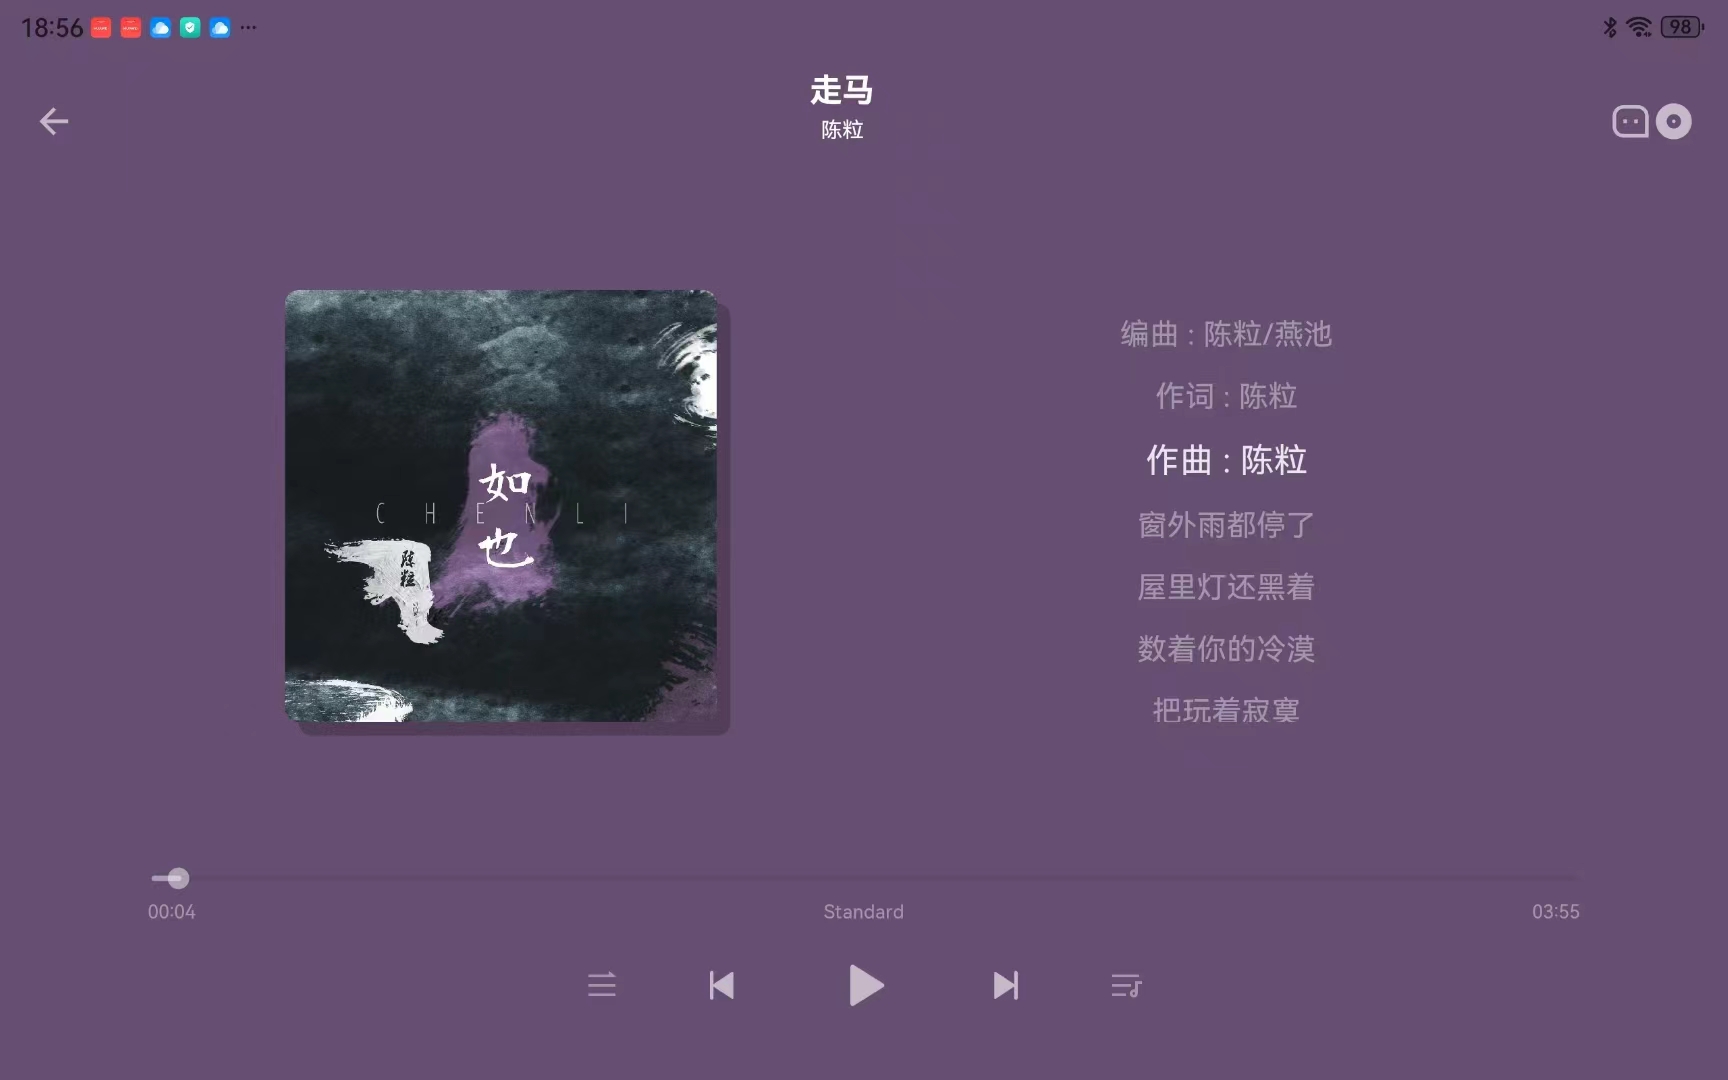 18:56
98
走马
陈粒
如
CHENLI
也
陈粒
编曲 : 陈粒/燕池
作词 : 陈粒
作曲 : 陈粒
窗外雨都停了
屋里灯还黑着
数着你的冷漠
把玩着寂寞
00:04
Standard
03:55